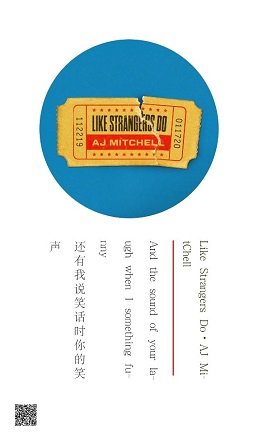 LIKE STRANGERS DO
AJ MITCHELL
112219
011720
Like Strangers Do·AJ Mi-
tChell
And the sound of your la-
ugh when I something fu-
nny
还有我说笑话时你的笑
声